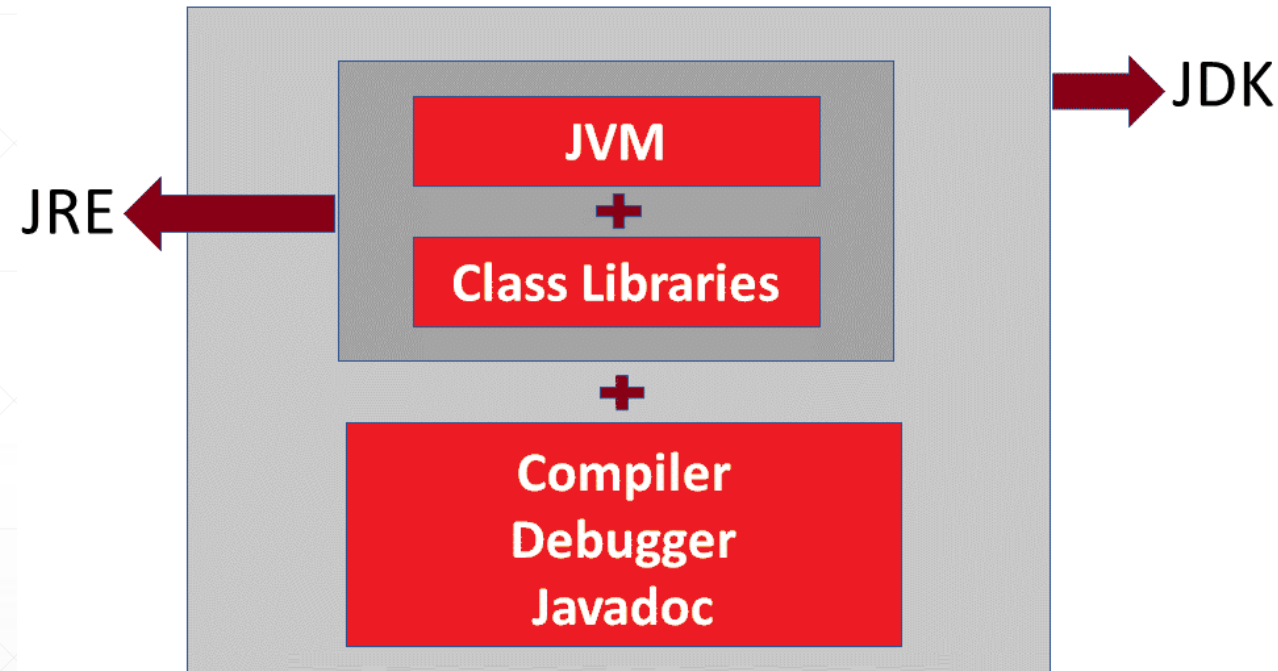 JDK
JVM
JRE
+
Class Libraries
+
Compiler
Debugger
Javadoc